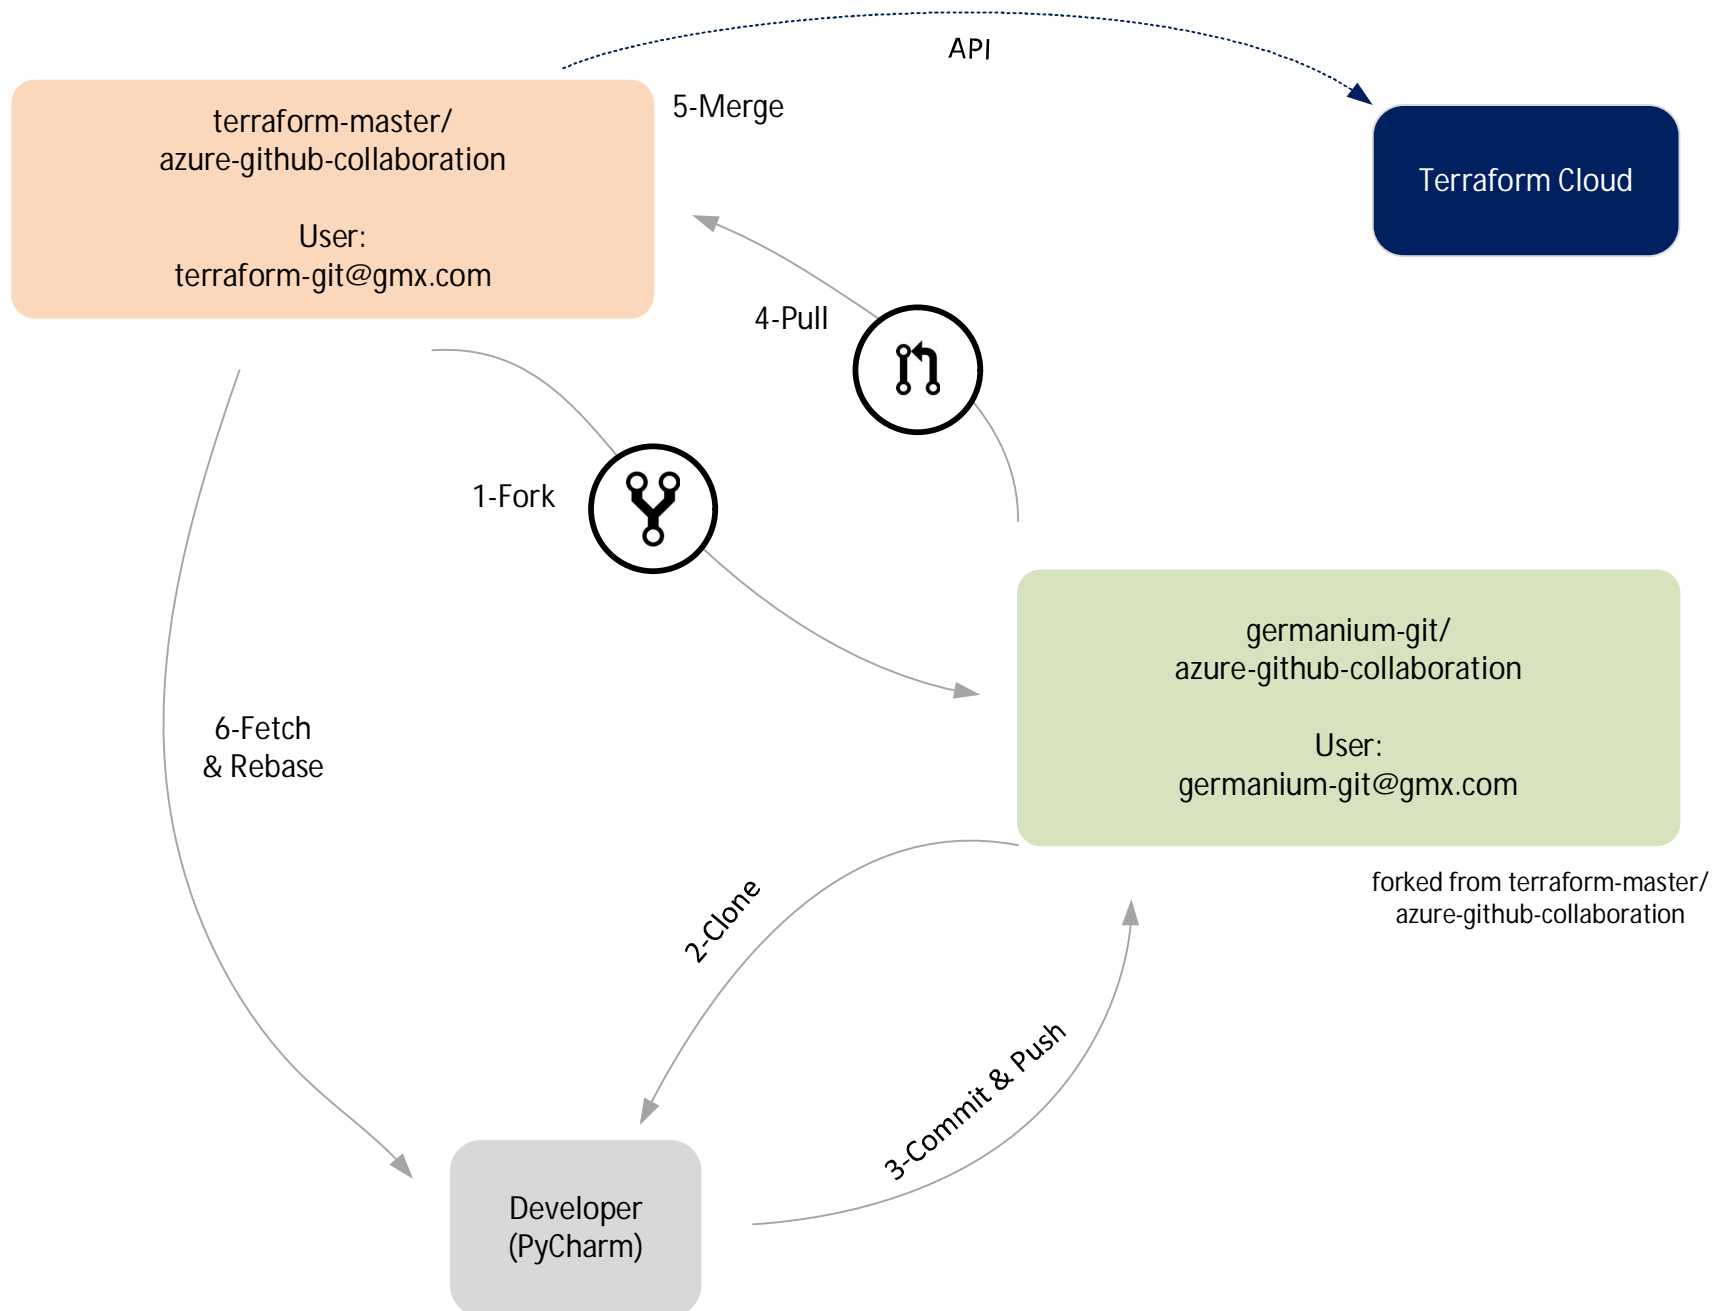 API
5-Merge
terraform-master/
azure-github-collaboration
User:
terraform-git@gmx.com
Terraform Cloud
4-Pull
1-Fork
germanium-git/
azure-github-collaboration
User:
germanium-git@gmx.com
6-Fetch
& Rebase
forked from terraform-master/
azure-github-collaboration
2-Clone
3-Commit & Push
Developer
(PyCharm)